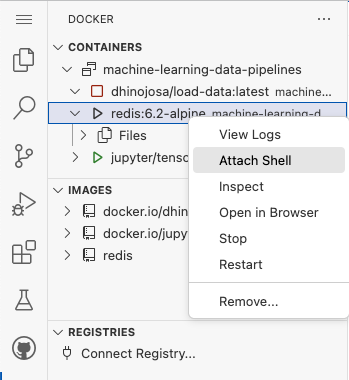 DOCKER
CONTAINERS
machine-learning-data-pipelines
dhinojosa/load-data:latest machine...
redis:6.2-alpine machine-learning-d
Files
jupyter/tenso
View Logs
Attach Shell
Inspect
Open in Browser
Stop
Restart
Remove...
IMAGES
docker.io/dhin
docker.io/jupy
redis
REGISTRIES
Connect Registry...